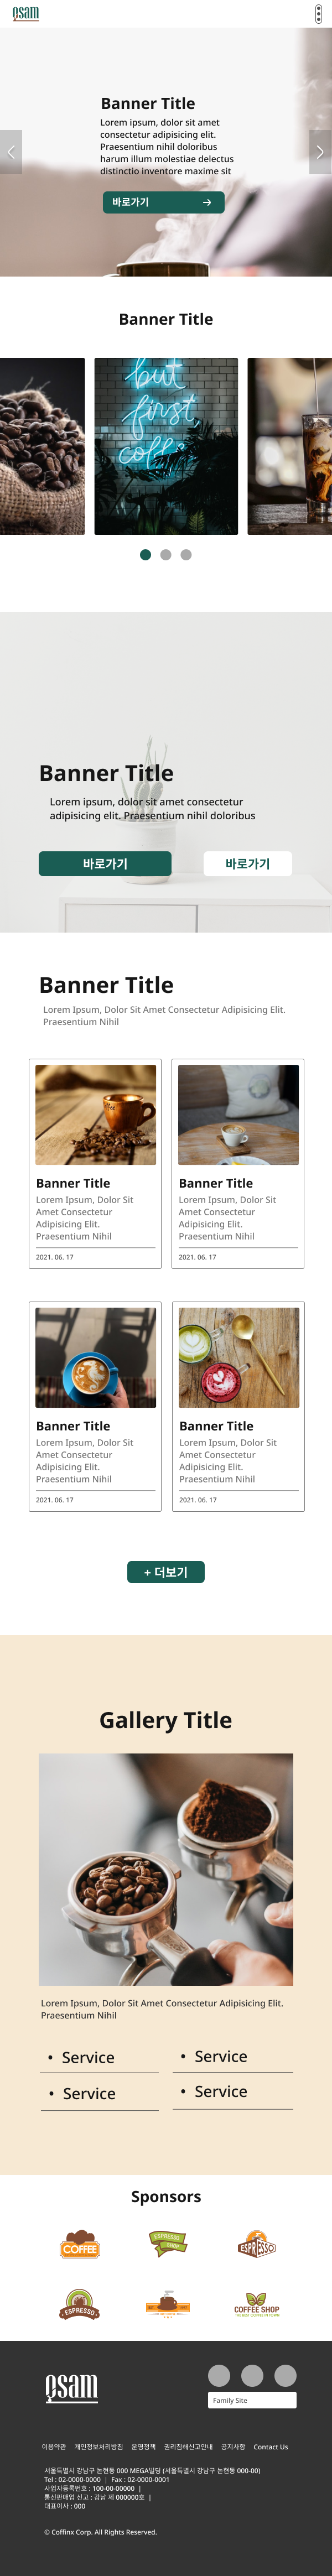 qsam
Banner Title
Lorem ipsum, dolor sit amet
consectetur adipisicing elit.
Praesentium nihil doloribus
harum illum molestiae delectus
distinctio inventore maxime sit
바로가기
Banner Title
but
first
coffee
Banner Title
Lorem ipsum, dolor sit amet consectetur
adipisicing elit. Praesentium nihil doloribus
바로가기 바로가기
Banner Title
Lorem Ipsum, Dolor Sit Amet Consectetur Adipisicing Elit.
Praesentium Nihil
Banner Title
Lorem Ipsum, Dolor Sit
Amet Consectetur
Adipisicing Elit.
Praesentium Nihil
2021. 06. 17
Banner Title
Lorem Ipsum, Dolor Sit
Amet Consectetur
Adipisicing Elit.
Praesentium Nihil
2021. 06. 17
Banner Title
Lorem Ipsum, Dolor Sit
Amet Consectetur
Adipisicing Elit.
Praesentium Nihil
2021. 06. 17
Banner Title
Lorem Ipsum, Dolor Sit
Amet Consectetur
Adipisicing Elit.
Praesentium Nihil
2021. 06. 17
+ 더보기
Gallery Title
Lorem Ipsum, Dolor Sit Amet Consectetur Adipisicing Elit.
Praesentium Nihil
• Service • Service
• Service • Service
Sponsors
COFFEE
ESPRESSO
ESPRESSO
ESPRESSO
COFFEE SHOP
qsam
Family Site
이용약관 개인정보처리방침 운영정책 권리침해신고안내 공지사항 Contact Us
서울특별시 강남구 논현동 000 MEGA빌딩 (서울특별시 강남구 논현동 000-00)
Tel : 02-0000-0000 | Fax : 02-0000-0001
사업자등록번호 : 100-00-00000 |
통신판매업 신고 : 강남 제 000000호 |
대표이사 : 000
© Coffinx Corp. All Rights Reserved.